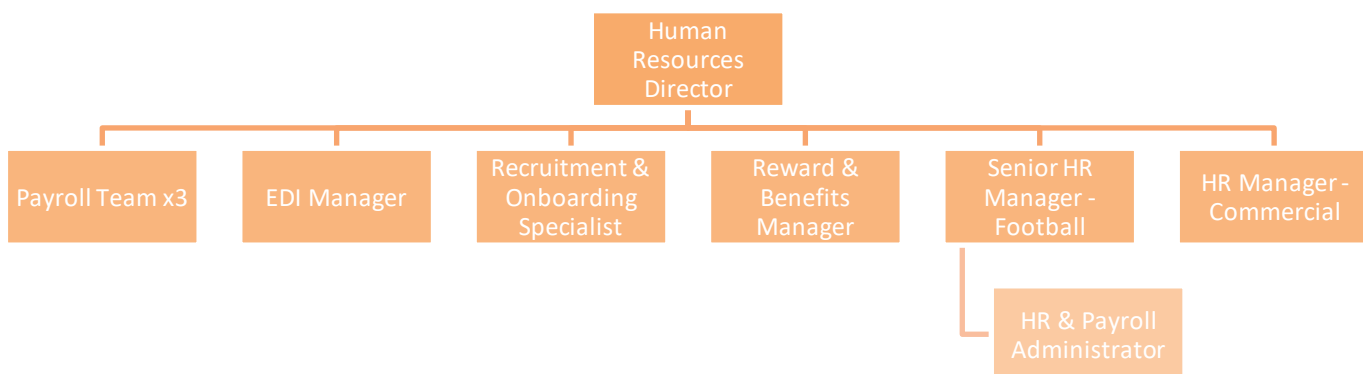 Human
Resources
Director
Payroll Team x3
EDI Manager
Recruitment &
Onboarding
Specialist
Reward &
Benefits
Manager
Senior HR
Manager -
Football
HR Manager -
Commercial
HR & Payroll
Administrator